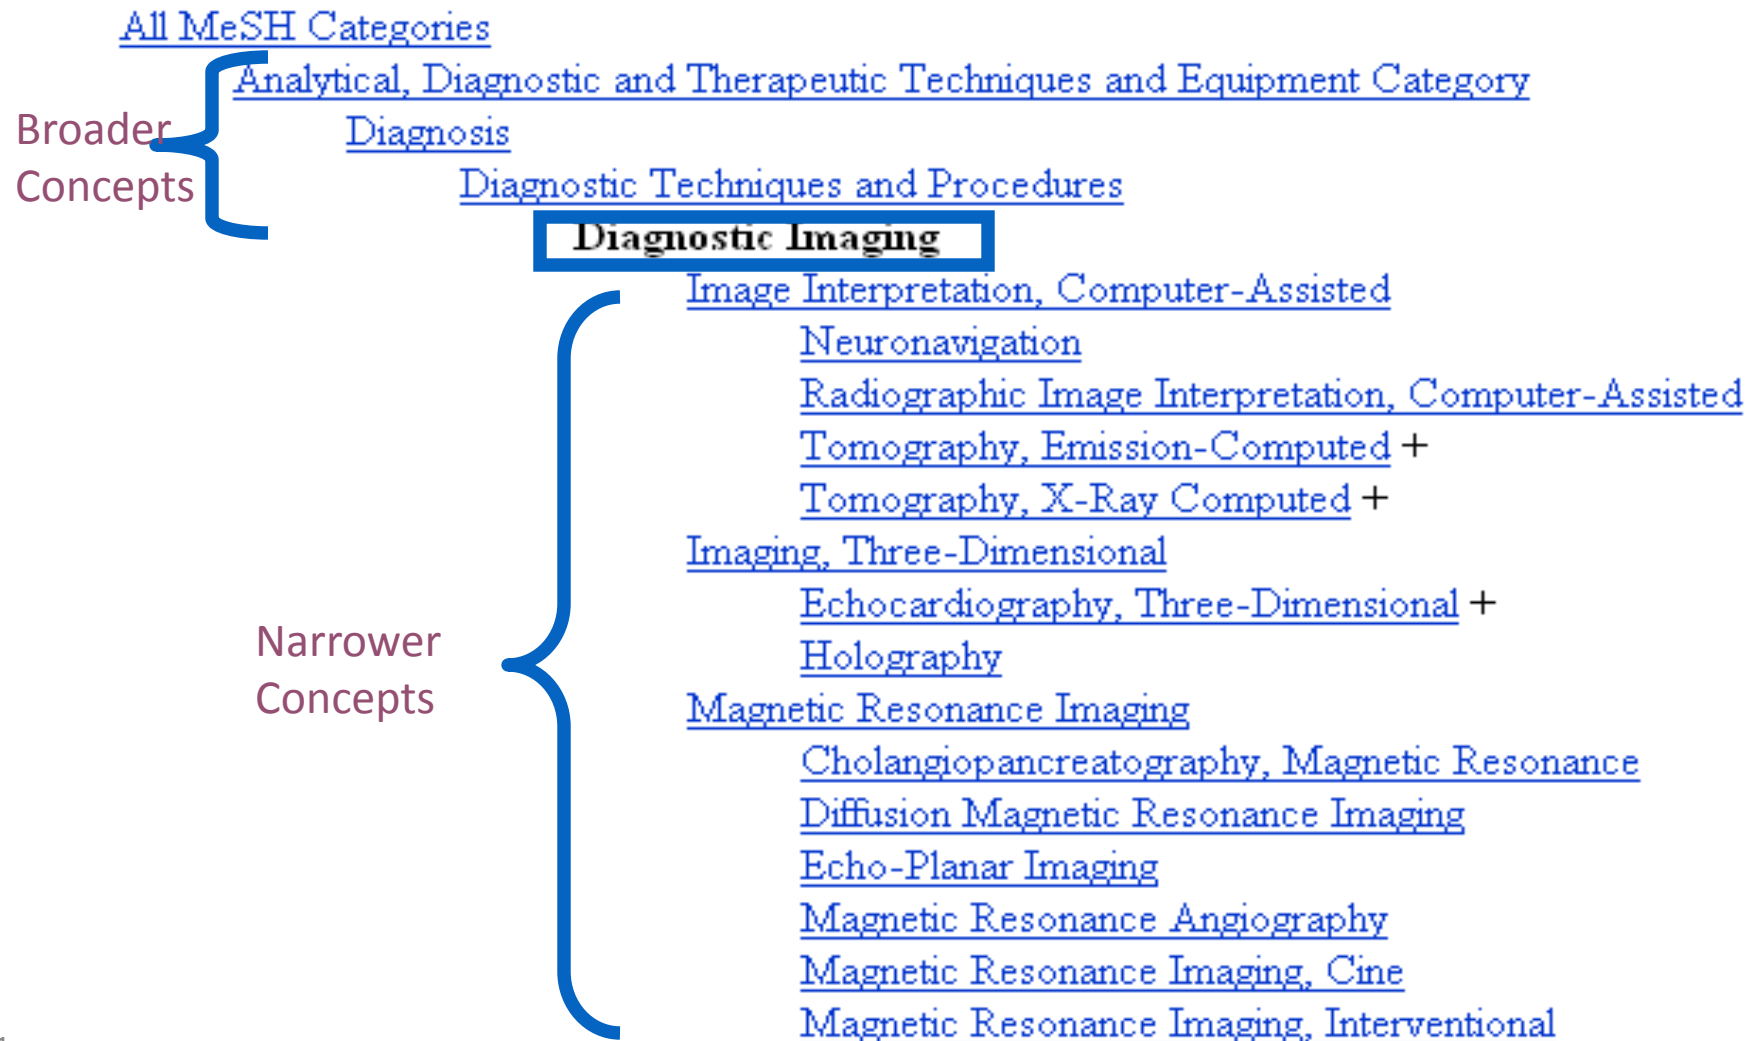 All MeSH Categories
Analytical, Diagnostic and Therapeutic Techniques and Equipment Category
Broader
Concepts
Diagnosis
Diagnostic Techniques and Procedures
Diagnostic Imaging
Image Interpretation, Computer-Assisted
Neuronavigation
Radiographic Image Interpretation, Computer-Assisted
Tomography, Emission-Computed +
Tomography, X-Ray Computed +
Imaging, Three-Dimensional
Echocardiography, Three-Dimensional +
Holography
Narrower
Concepts
Magnetic Resonance Imaging
Cholangiopancreatography, Magnetic Resonance
Diffusion Magnetic Resonance Imaging
Echo-Planar Imaging
Magnetic Resonance Angiography
Magnetic Resonance Imaging, Cine
Magnetic Resonance Imaging, Interventional